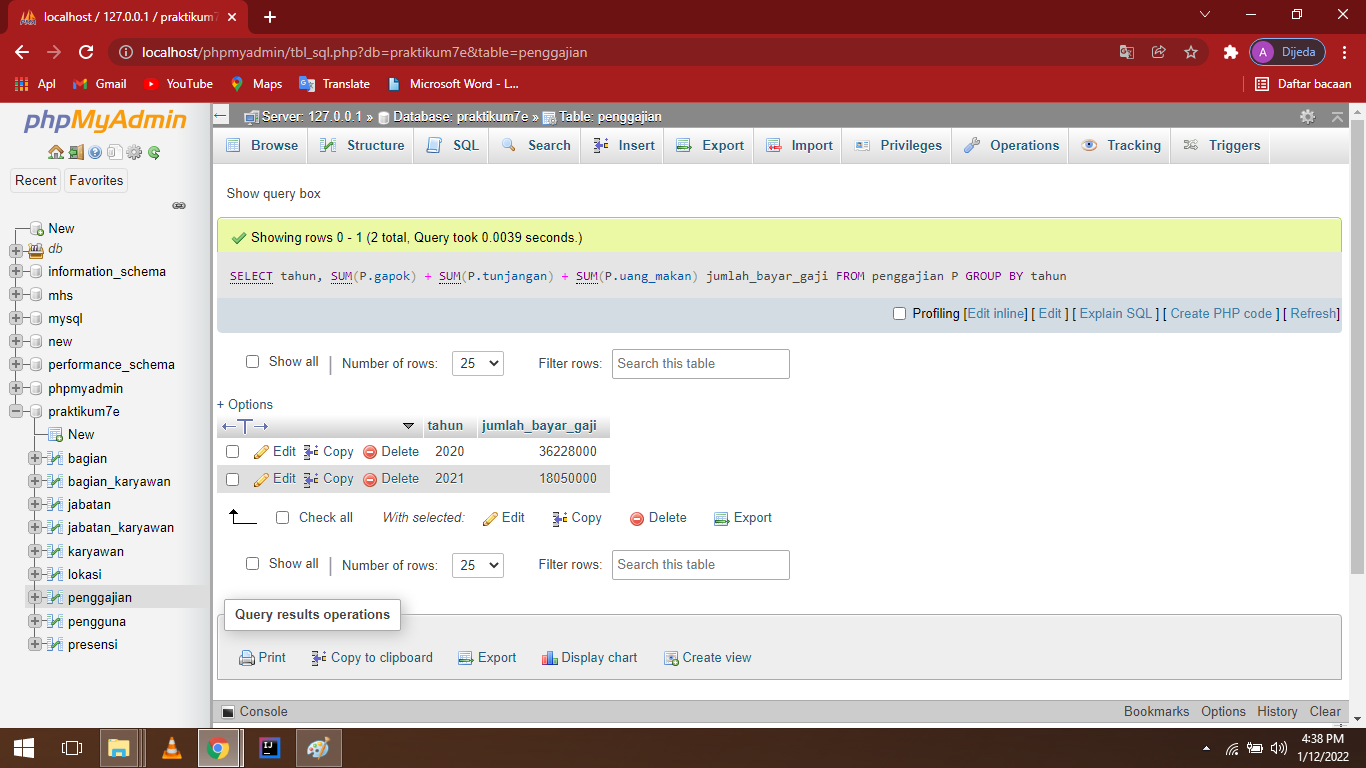 localhost / 127.0.0.1 / praktikum7
localhost/phpmyadmin/tbl_sql.php?db=praktikum7e&table=penggajian
A Dijeda
Apl Gmail YouTube Maps Translate Microsoft Word - L... Daftar bacaan
phpMyAdmin
Recent Favorites
New
db
information_schema
mhs
mysql
new
performance_schema
phpmyadmin
praktikum7e
New
bagian
bagian_karyawan
jabatan
jabatan_karyawan
karyawan
lokasi
penggajian
pengguna
presensi
Server: 127.0.0.1 » Database: praktikum7e » Table: penggajian
Browse Structure SQL Search Insert Export Import Privileges Operations Tracking Triggers
Show query box
Showing rows 0 - 1 (2 total, Query took 0.0039 seconds.)
SELECT tahun, SUM(P.gapok) + SUM(P.tunjangan) + SUM(P.uang_makan) jumlah_bayar_gaji FROM penggajian P GROUP BY tahun
Profiling [Edit inline] [ Edit ] [ Explain SQL ] [ Create PHP code ] [ Refresh]
Show all | Number of rows: 25 Filter rows: Search this table
+ Options
←T→ tahun jumlah_bayar_gaji
Edit Copy Delete 2020 36228000
Edit Copy Delete 2021 18050000
Check all With selected: Edit Copy Delete Export
Show all | Number of rows: 25 Filter rows: Search this table
Query results operations
Print Copy to clipboard Export Display chart Create view
Console Bookmarks Options History Clear
4:38 PM
1/12/2022